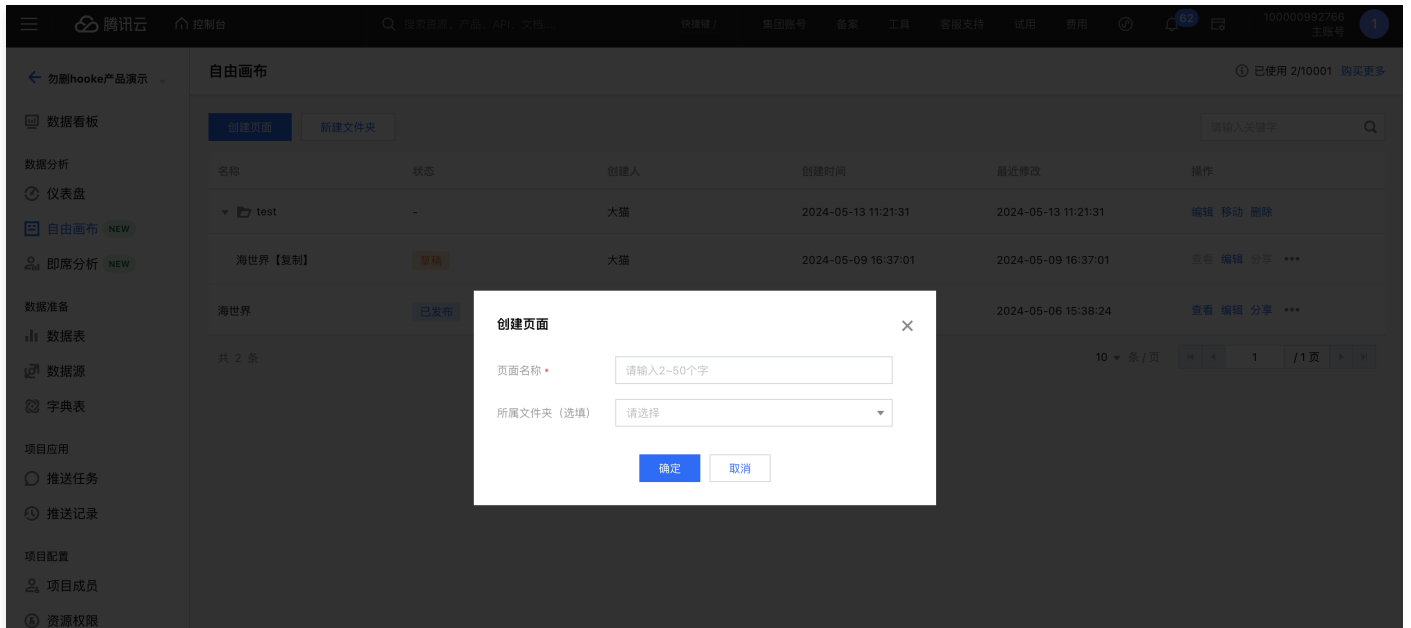 腾讯云 控制台 搜索资源、产品、API、文档... 快捷键 / 集团账号 备案 工具 客服支持 试用 费用 62 100000992766 主账号 1
勿删hooke产品演示
自由画布 已使用 2/10001 购买更多
数据看板
创建页面 新建文件夹 请输入关键字
数据分析
名称 状态 创建人 创建时间 最近修改 操作
仪表盘
test - 大猫 2024-05-13 11:21:31 2024-05-13 11:21:31 编辑 移动 删除
自由画布 NEW
即席分析 NEW
海世界【复制】 草稿 大猫 2024-05-09 16:37:01 2024-05-09 16:37:01 查看 编辑 分享 •••
数据准备
海世界 已发布 2024-05-06 15:38:24 查看 编辑 分享 •••
数据表
共 2 条 10 条 / 页 1 / 1 页
数据源
字典表
项目应用
推送任务
推送记录
项目配置
项目成员
资源权限
创建页面
页面名称 • 请输入2~50个字
所属文件夹（选填） 请选择
确定 取消